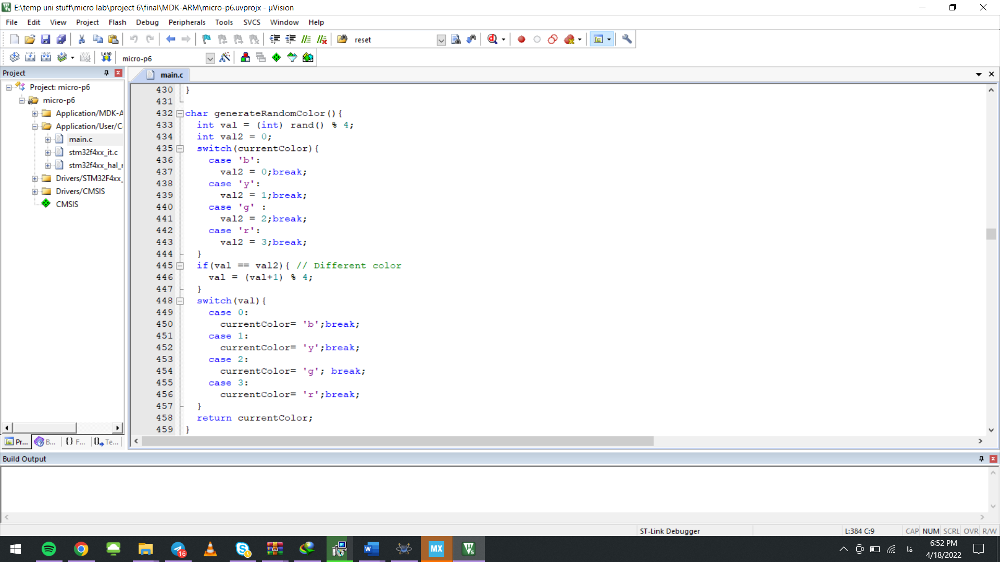 E:\temp uni stuff\micro lab\project 6\final\MDK-ARM\micro-p6.uvprojx - µVision
File Edit View Project Flash Debug Peripherals Tools SVCS Window Help
reset
LOAD
micro-p6
Project
main.c
Project: micro-p6
micro-p6
Application/MDK-A
Application/User/C
main.c
stm32f4xx_it.c
stm32f4xx_hal_r
Drivers/STM32F4xx_
Drivers/CMSIS
CMSIS
430 }
431
432 char generateRandomColor(){
433 int val = (int) rand() % 4;
434 int val2 = 0;
435 switch(currentColor){
436 case 'b':
437 val2 = 0;break;
438 case 'y':
439 val2 = 1;break;
440 case 'g' :
441 val2 = 2;break;
442 case 'r':
443 val2 = 3;break;
444 }
445 if(val == val2){ // Different color
446 val = (val+1) % 4;
447 }
448 switch(val){
449 case 0:
450 currentColor= 'b';break;
451 case 1:
452 currentColor= 'y';break;
453 case 2:
454 currentColor= 'g'; break;
455 case 3:
456 currentColor= 'r';break;
457 }
458 return currentColor;
459 }
Pr... B... {} F... Te...
Build Output
ST-Link Debugger L:384 C:9 CAP NUM SCRL OVR R/W
16
MX
فا
6:52 PM
4/18/2022